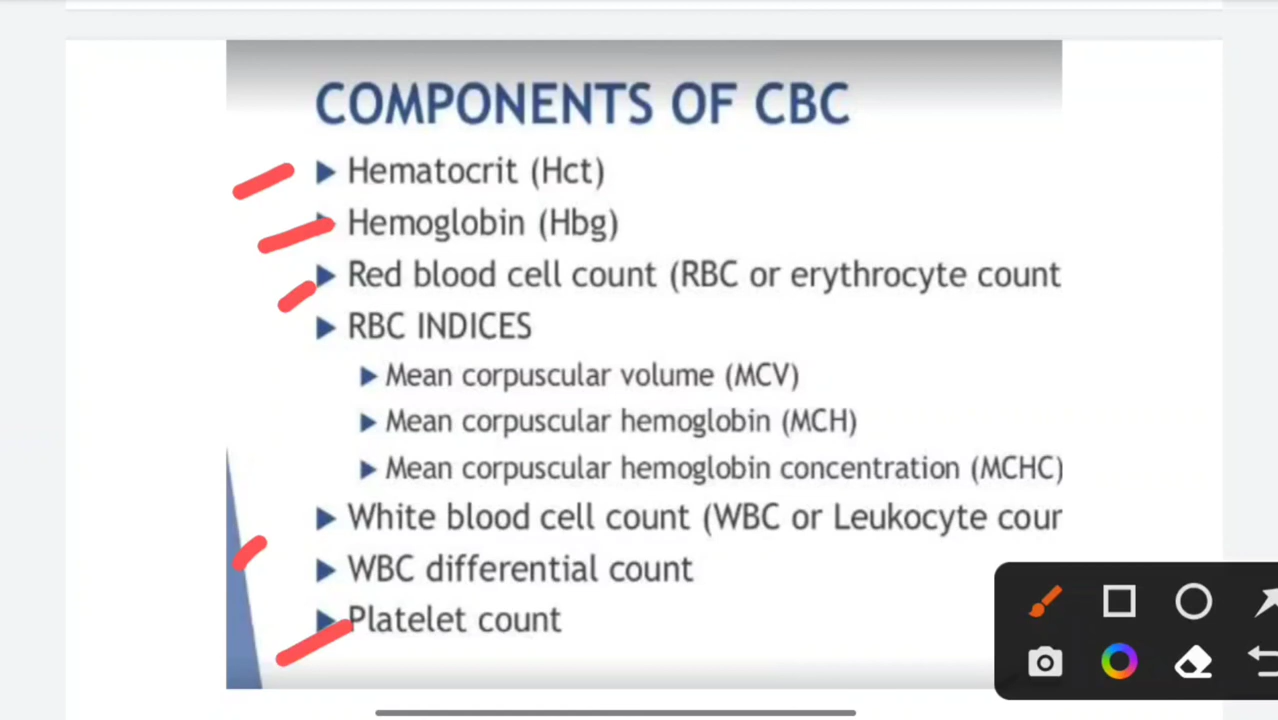 COMPONENTS OF CBC
Hematocrit (Hct)
Hemoglobin (Hbg)
Red blood cell count (RBC or erythrocyte count
RBC INDICES
Mean corpuscular volume (MCV)
Mean corpuscular hemoglobin (MCH)
Mean corpuscular hemoglobin concentration (MCHC)
White blood cell count (WBC or Leukocyte cour
WBC differential count
Platelet count